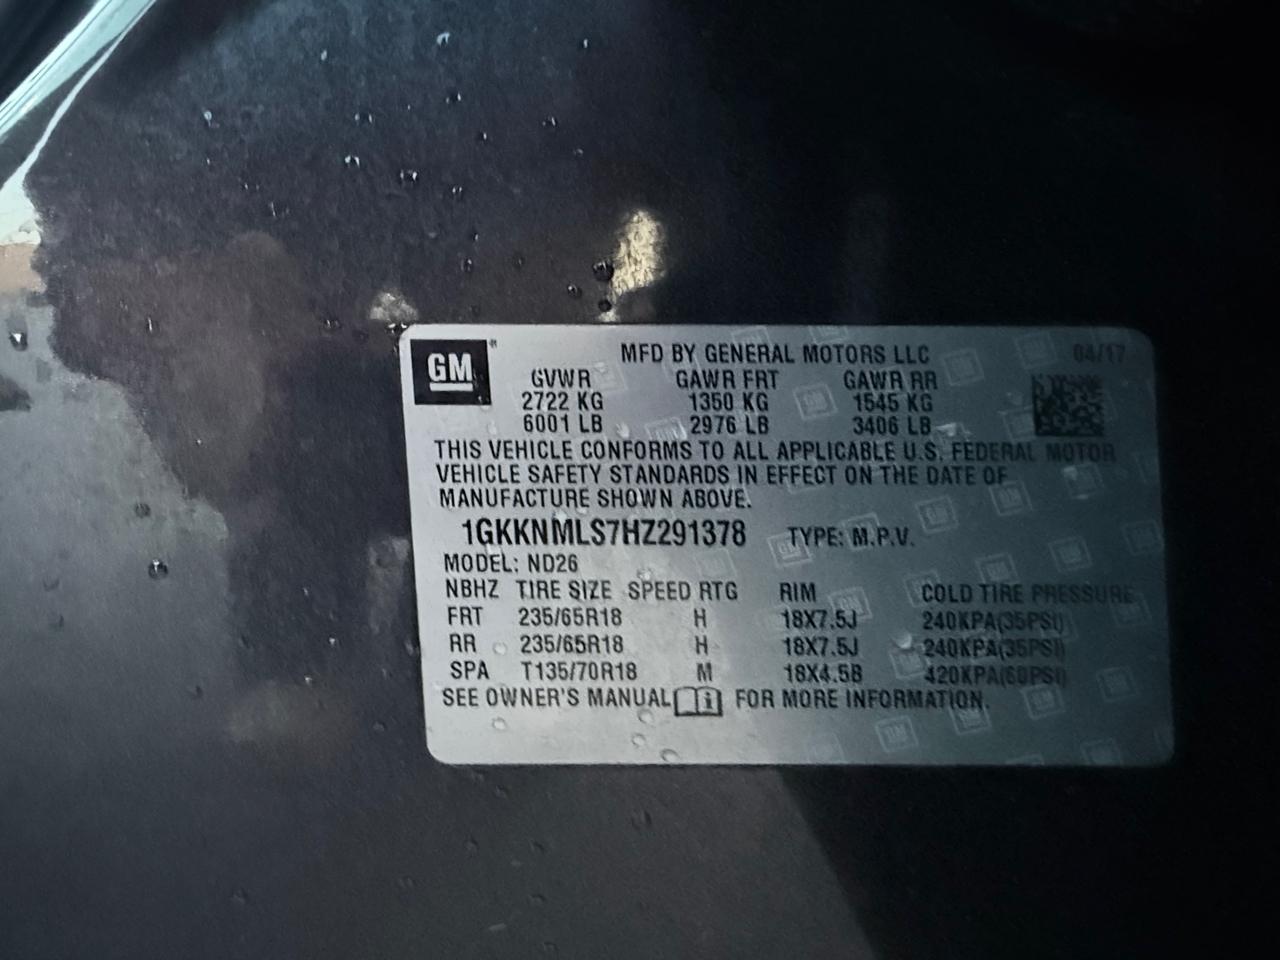 GM
MFD BY GENERAL MOTORS LLC 04/17
GVWR GAWR FRT GAWR RR
2722 KG 1350 KG 1545 KG
6001 LB 2976 LB 3406 LB
THIS VEHICLE CONFORMS TO ALL APPLICABLE U.S. FEDERAL MOTOR
VEHICLE SAFETY STANDARDS IN EFFECT ON THE DATE OF
MANUFACTURE SHOWN ABOVE.
1GKKNMLS7HZ291378 TYPE: M.P.V.
MODEL: ND26
NBHZ TIRE SIZE SPEED RTG RIM COLD TIRE PRESSURE
FRT 235/65R18 H 18X7.5J 240KPA(35PSI)
RR 235/65R18 H 18X7.5J 240KPA(35PSI)
SPA T135/70R18 M 18X4.5B 420KPA(60PSI)
SEE OWNER'S MANUAL i FOR MORE INFORMATION.